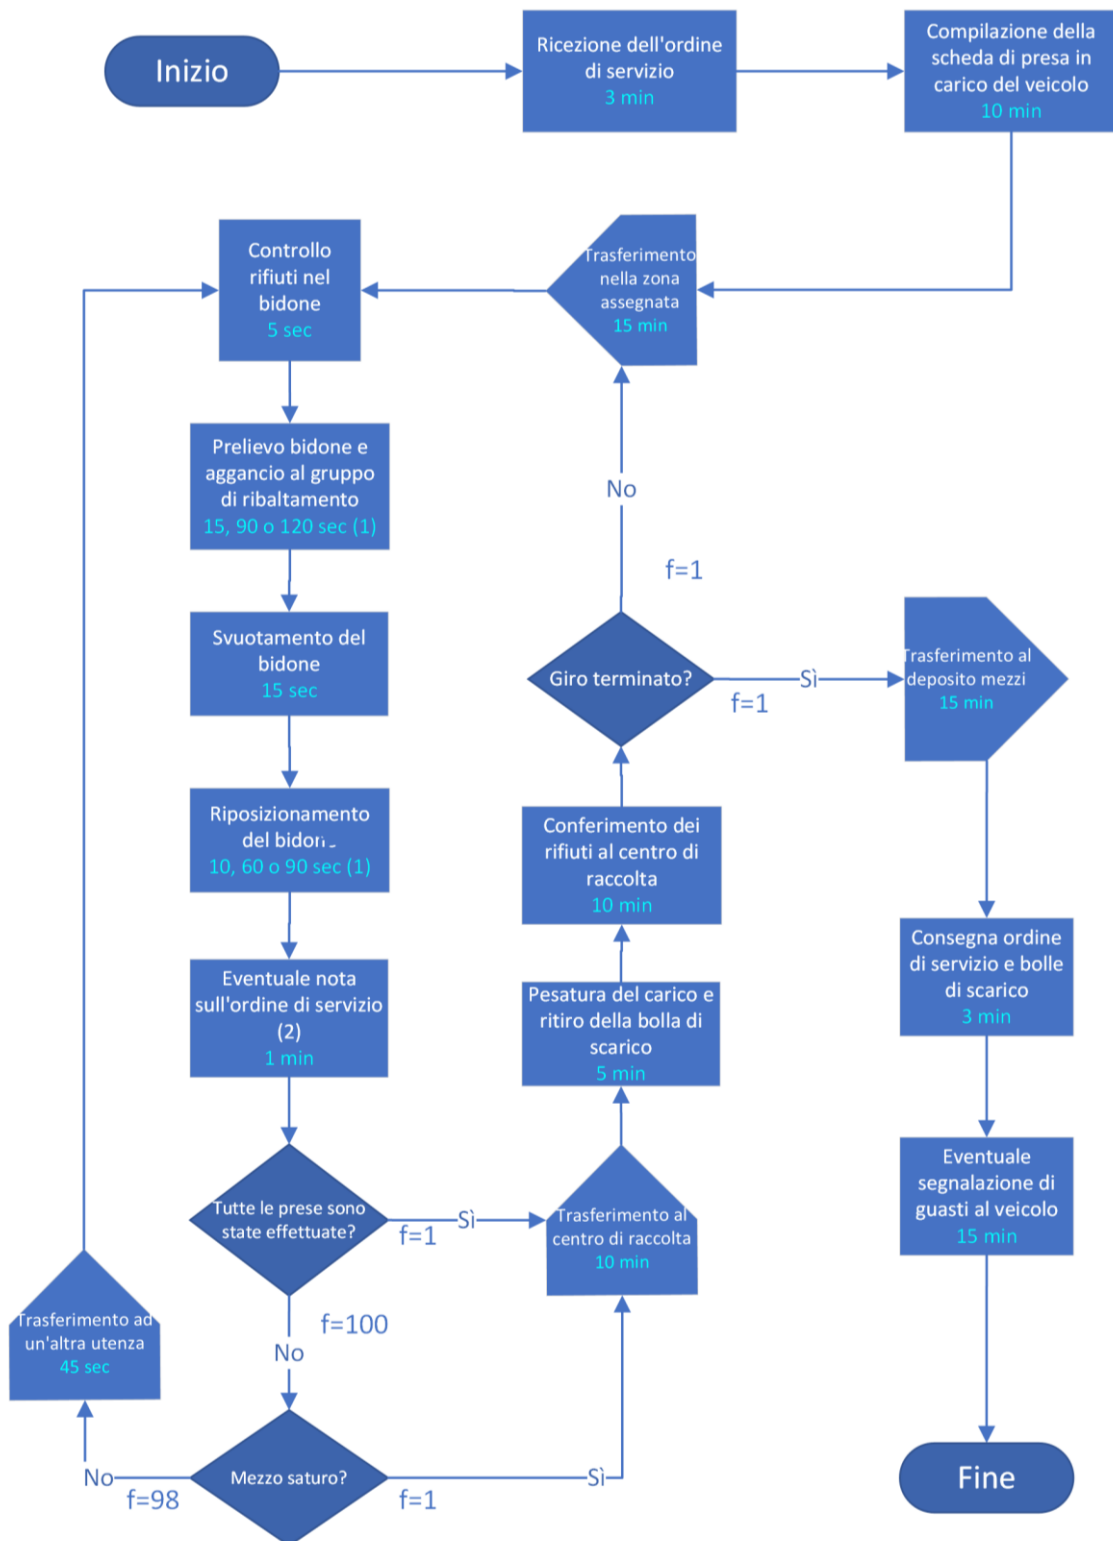 Inizio
Ricezione dell'ordine
di servizio
3 min
Compilazione della
scheda di presa in
carico del veicolo
10 min
Trasferimento
nella zona
assegnata
15 min
Controllo
rifiuti nel
bidone
5 sec
Prelievo bidone e
aggancio al gruppo
di ribaltamento
15, 90 o 120 sec (1)
Svuotamento del
bidone
15 sec
Riposizionamento
del bidone
10, 60 o 90 sec (1)
Eventuale nota
sull'ordine di servizio
(2)
1 min
Tutte le prese sono
state effettuate?
Sì
f=1
f=100
No
Mezzo saturo?
No
f=98
f=1
Sì
Trasferimento ad
un'altra utenza
45 sec
Trasferimento al
centro di raccolta
10 min
Pesatura del carico e
ritiro della bolla di
scarico
5 min
Conferimento dei
rifiuti al centro di
raccolta
10 min
Giro terminato?
No
f=1
Sì
f=1
Trasferimento al
deposito mezzi
15 min
Consegna ordine
di servizio e bolle
di scarico
3 min
Eventuale
segnalazione di
guasti al veicolo
15 min
Fine